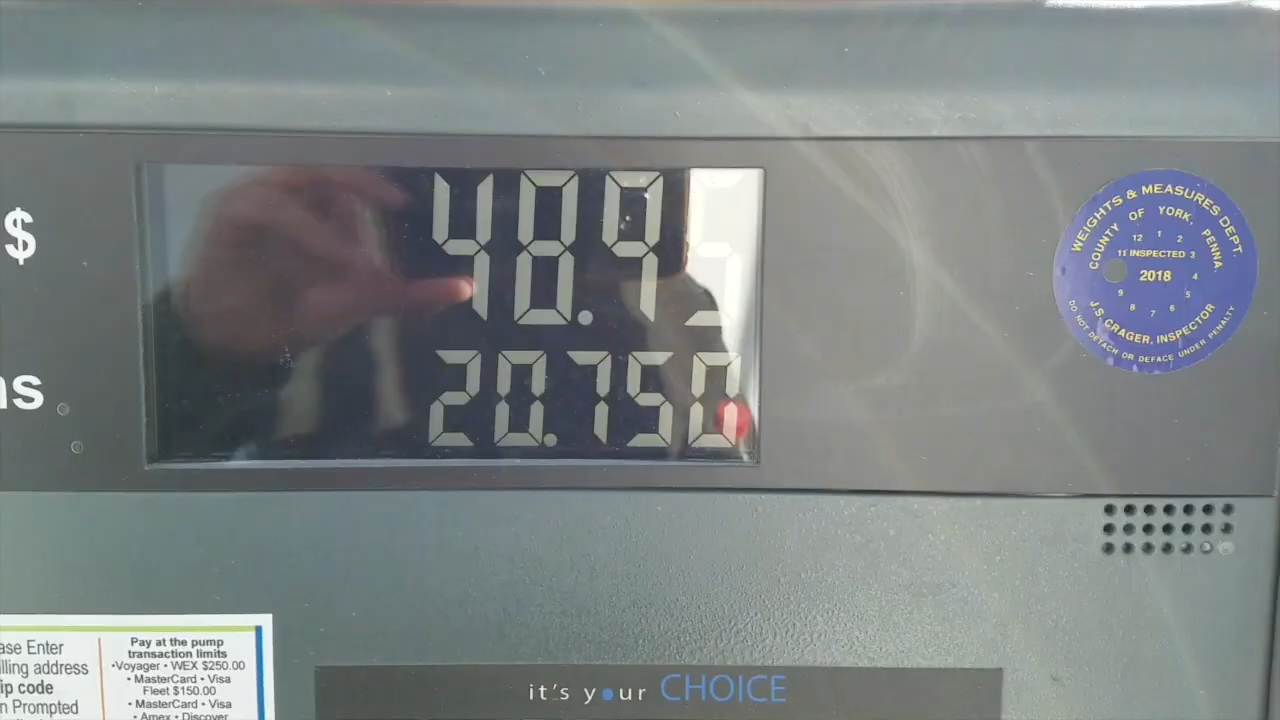 $ 48.95
ns 20.750
WEIGHTS & MEASURES DEPT.
COUNTY OF YORK, PENNA.
12 1 2
11 INSPECTED 3
2018 4
9 5
8 7 6
J.S. CRAGER, INSPECTOR
DO NOT DETACH OR DEFACE UNDER PENALTY
ase Enter
illing address
ip code
n Prompted
Pay at the pump
transaction limits
•Voyager • WEX $250.00
• MasterCard • Visa
Fleet $150.00
• MasterCard • Visa
• Amex • Discover
it's your CHOICE